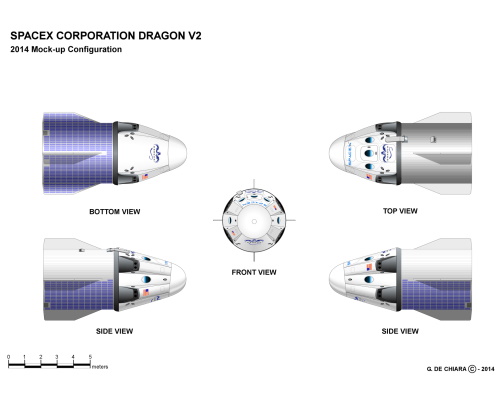 SPACEX CORPORATION DRAGON V2
2014 Mock-up Configuration
BOTTOM VIEW
TOP VIEW
FRONT VIEW
SIDE VIEW
SIDE VIEW
0 1 2 3 4 5
meters
G. DE CHIARA © - 2014